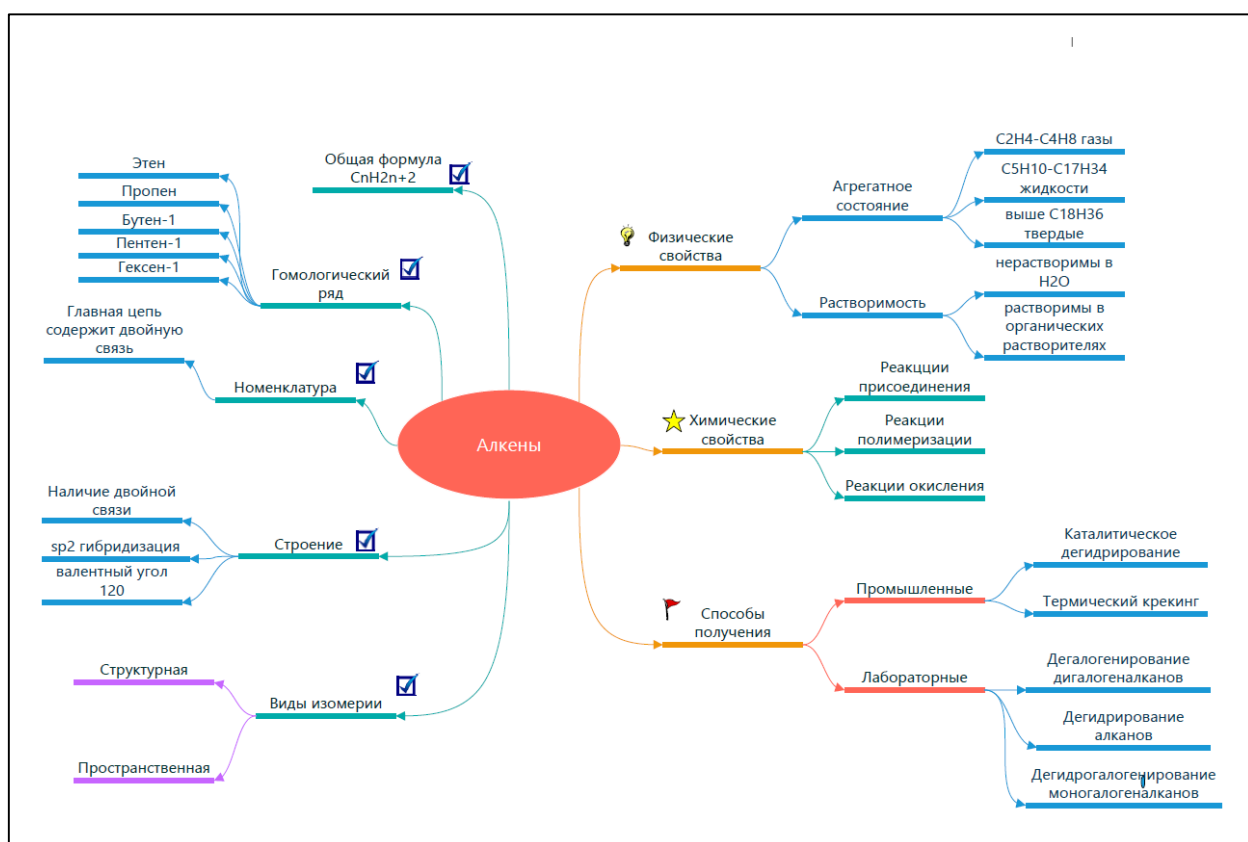 Общая формула
CnH2n+2
Этен
Пропен
Бутен-1
Пентен-1
Гексен-1
Гомологический
ряд
Главная цепь
содержит двойную
связь
Номенклатура
Алкены
Наличие двойной
связи
sp2 гибридизация
валентный угол
120
Строение
Структурная
Виды изомерии
Пространственная
Физические
свойства
Агрегатное
состояние
C2H4-C4H8 газы
C5H10-C17H34
жидкости
выше C18H36
твердые
Растворимость
нерастворимы в
H2O
растворимы в
органических
растворителях
Химические
свойства
Реакцции
присоединения
Реакции
полимеризации
Реакции окисления
Способы
получения
Промышленные
Каталитическое
дегидрирование
Термический крекинг
Лабораторные
Дегалогенирование
дигалогеналканов
Дегидрирование
алканов
Дегидрогалогенирование
моногалогеналканов